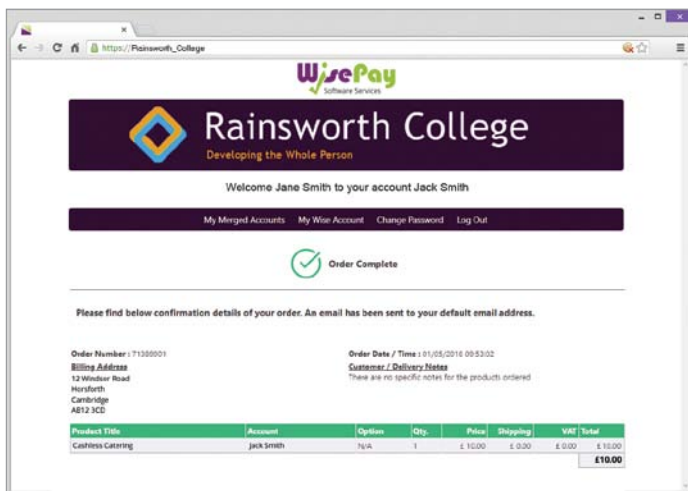 https://Rainsworth_College
WisePay
Software Services
Rainsworth College
Developing the Whole Person
Welcome Jane Smith to your account Jack Smith
My Merged Accounts My Wise Account Change Password Log Out
Order Complete
Please find below confirmation details of your order. An email has been sent to your default email address.
Order Number : 71380001
Billing Address
12 Windsor Road
Horsforth
Cambridge
AB12 3CD
Order Date / Time : 01/05/2018 09:53:02
Customer / Delivery Notes
There are no specific notes for the products ordered
Product Title Account Option Qty. Price Shipping VAT Total
Cashless Catering Jack Smith N/A 1 £ 10.00 £ 0.00 £ 0.00 £ 10.00
£10.00